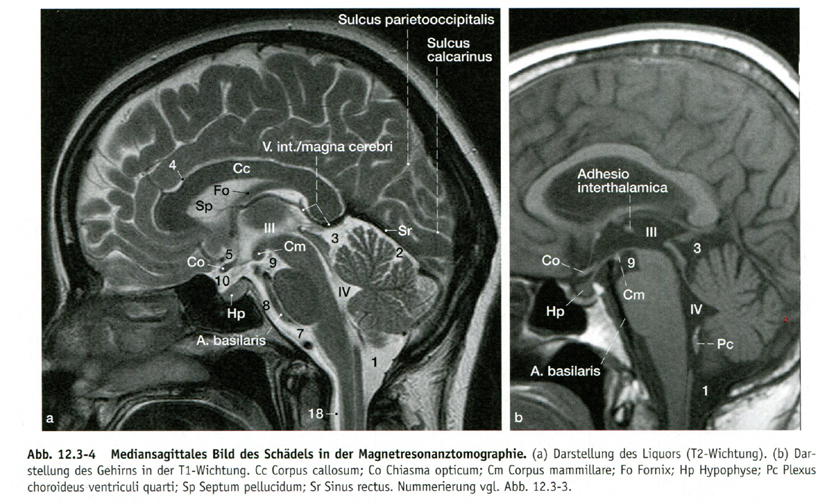 Sulcus parietooccipitalis
Sulcus
calcarinus
V. int./magna cerebri
4
Cc
Fo
Sp
III
Sr
3
2
5
Cm
Co
9
10
IV
Hp
8
A. basilaris
7
1
18
a
Adhesio
interthalamica
III
3
Co
9
Cm
Hp
IV
Pc
A. basilaris
1
b
Abb. 12.3-4 Mediansagittales Bild des Schädels in der Magnetresonanztomographie. (a) Darstellung des Liquors (T2-Wichtung). (b) Dar-
stellung des Gehirns in der T1-Wichtung. Cc Corpus callosum; Co Chiasma opticum; Cm Corpus mammillare; Fo Fornix; Hp Hypophyse; Pc Plexus
choroideus ventriculi quarti; Sp Septum pellucidum; Sr Sinus rectus. Nummerierung vgl. Abb. 12.3-3.